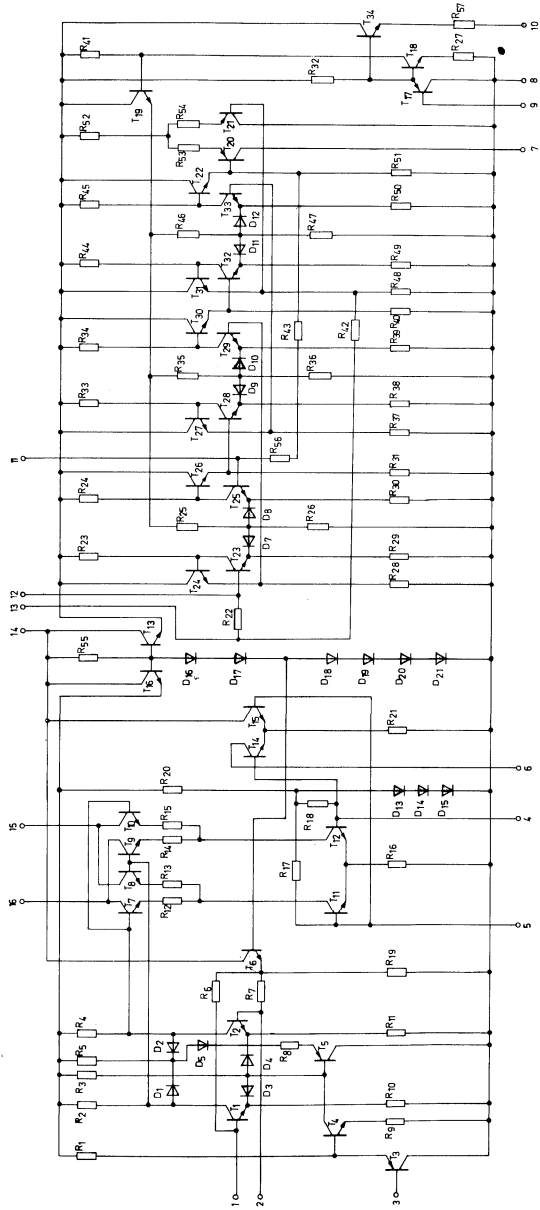 16
15
14
13
12
11
R1
R2
R3
R5
R4
T7
T8
T9
T10
R12
R13
R14
R15
R20
T16
R55
T13
R23
R24
R33
R34
R44
R45
R52
R41
D1
D2
D5
D16
D17
T24
T26
T27
T30
T31
T22
R53
R54
T19
T34
R57
T1
T2
D3
D4
R6
R7
T6
R17
R18
T11
T12
T14
T15
R22
T23
R25
D7
D8
T25
R56
T28
R35
D9
D10
T29
T32
R46
D11
D12
T33
T20
T21
R32
T18
T17
R27
R8
T4
T5
D18
D19
D20
D21
R26
R36
R43
R42
R47
T3
R9
R10
R11
R19
R16
D13
D14
D15
R21
R28
R29
R30
R31
R37
R38
R39
R40
R48
R49
R50
R51
1
2
3
5
4
6
7
9
8
10